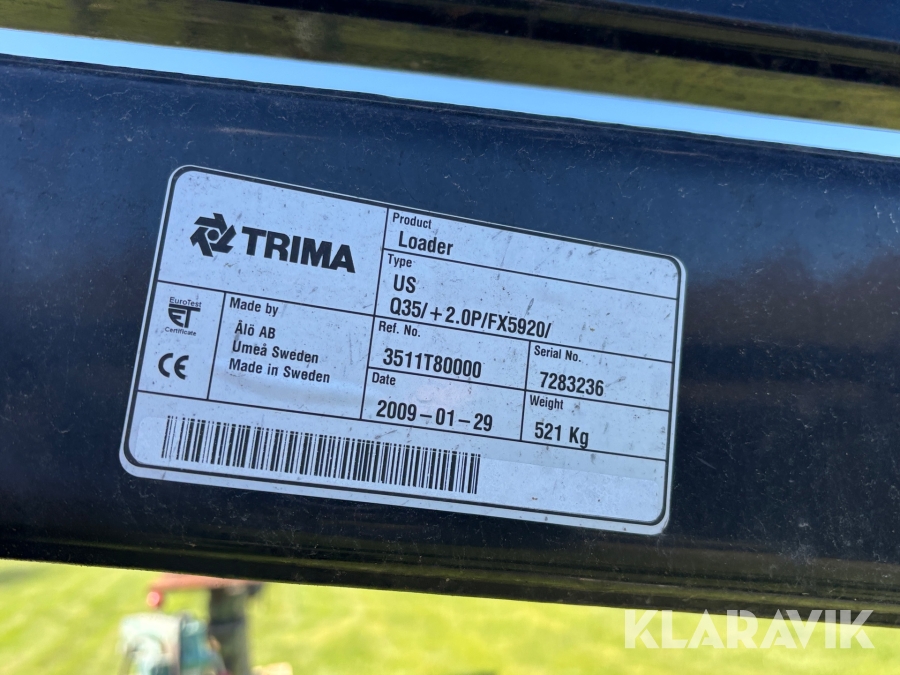 TRIMA
Product
Loader
Type
US
Q35/+2.0P/FX5920/
EuroTest
ET
Certificate
CE
Made by
Ålö AB
Umeå Sweden
Made in Sweden
Ref. No.
3511T80000
Serial No.
7283236
Date
2009-01-29
Weight
521 Kg
KLARAVIK